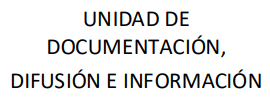 UNIDAD DE
DOCUMENTACIÓN,
DIFUSIÓN E INFORMACIÓN